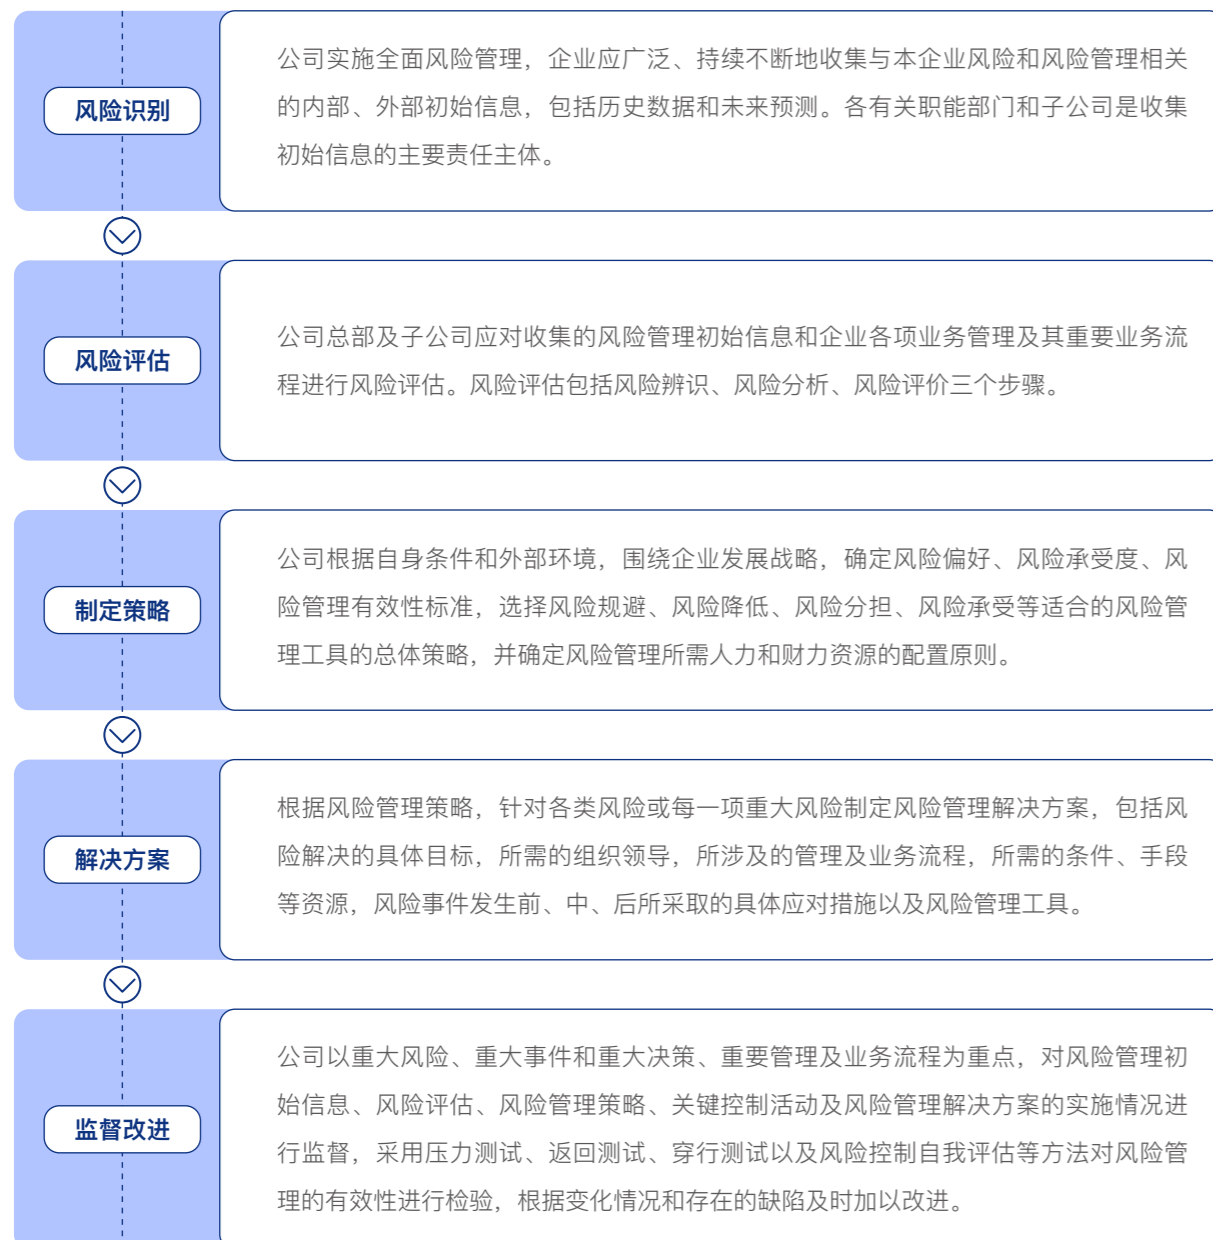 风险识别
公司实施全面风险管理，企业应广泛、持续不断地收集与本企业风险和风险管理相关
的内部、外部初始信息，包括历史数据和未来预测。各有关职能部门和子公司是收集
初始信息的主要责任主体。
风险评估
公司总部及子公司应对收集的风险管理初始信息和企业各项业务管理及其重要业务流
程进行风险评估。风险评估包括风险辨识、风险分析、风险评价三个步骤。
制定策略
公司根据自身条件和外部环境，围绕企业发展战略，确定风险偏好、风险承受度、风
险管理有效性标准，选择风险规避、风险降低、风险分担、风险承受等适合的风险管
理工具的总体策略，并确定风险管理所需人力和财力资源的配置原则。
解决方案
根据风险管理策略，针对各类风险或每一项重大风险制定风险管理解决方案，包括风
险解决的具体目标，所需的组织领导，所涉及的管理及业务流程，所需的条件、手段
等资源，风险事件发生前、中、后所采取的具体应对措施以及风险管理工具。
监督改进
公司以重大风险、重大事件和重大决策、重要管理及业务流程为重点，对风险管理初
始信息、风险评估、风险管理策略、关键控制活动及风险管理解决方案的实施情况进
行监督，采用压力测试、返回测试、穿行测试以及风险控制自我评估等方法对风险管
理的有效性进行检验，根据变化情况和存在的缺陷及时加以改进。